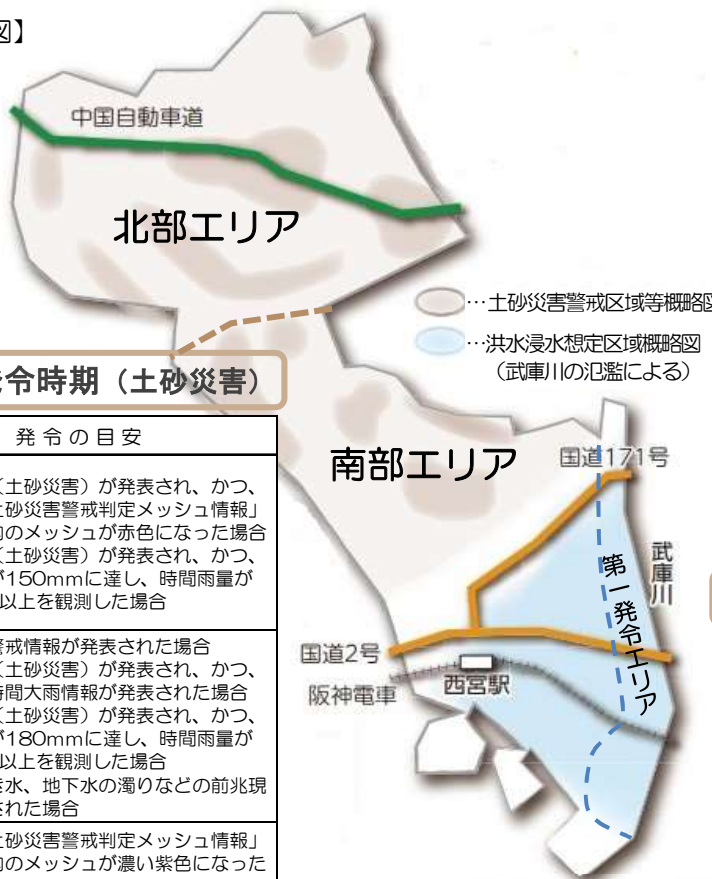 図】
中国自動車道
北部エリア
…土砂災害警戒区域等概略図
…洪水浸水想定区域概略図
（武庫川の氾濫による）
令時期（土砂災害）
発令の目安
（土砂災害）が発表され、かつ、
土砂災害警戒判定メッシュ情報」
のメッシュが赤色になった場合
（土砂災害）が発表され、かつ、
が150mmに達し、時間雨量が
以上を観測した場合
警戒情報が発表された場合
（土砂災害）が発表され、かつ、
時間大雨情報が発表された場合
（土砂災害）が発表され、かつ、
が180mmに達し、時間雨量が
以上を観測した場合
き水、地下水の濁りなどの前兆現
された場合
土砂災害警戒判定メッシュ情報」
のメッシュが濃い紫色になった
南部エリア
国道171号
武庫川
第一発令エリア
国道2号
阪神電車
西宮駅